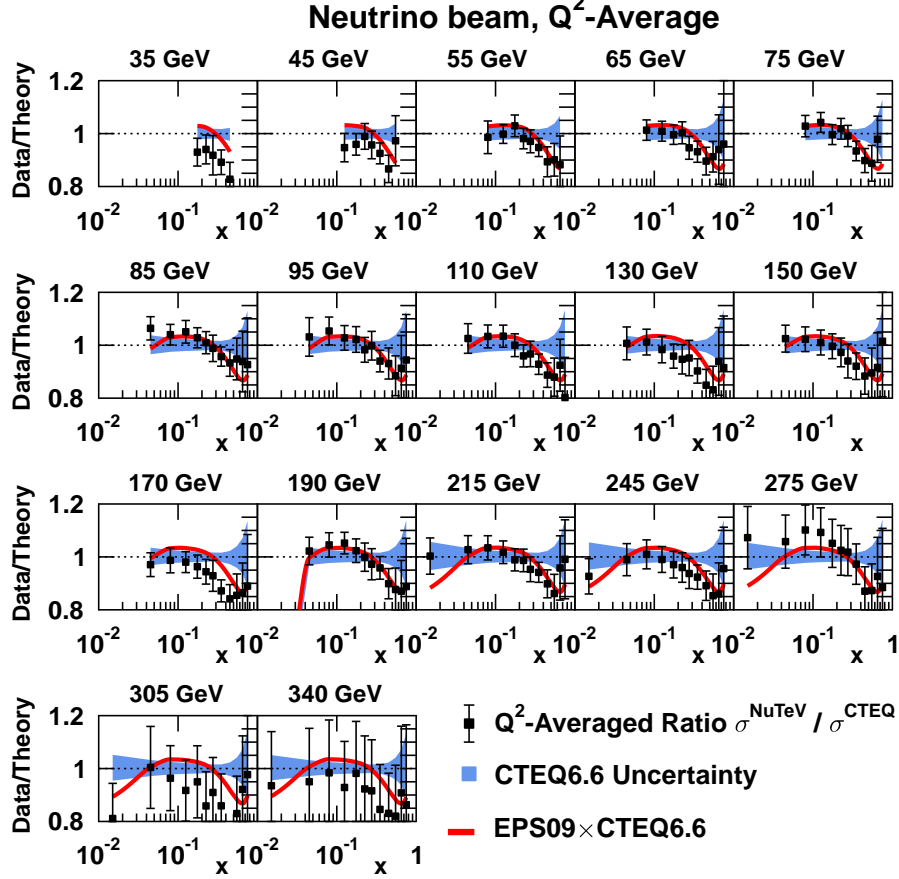 Neutrino beam, Q²-Average
35 GeV 45 GeV 55 GeV 65 GeV 75 GeV
Data/Theory
1.2
1
0.8
10⁻² 10⁻¹ x 10⁻² 10⁻¹ x 10⁻² 10⁻¹ x 10⁻² 10⁻¹ x 10⁻² 10⁻¹ x
85 GeV 95 GeV 110 GeV 130 GeV 150 GeV
Data/Theory
1.2
1
0.8
10⁻² 10⁻¹ x 10⁻² 10⁻¹ x 10⁻² 10⁻¹ x 10⁻² 10⁻¹ x 10⁻² 10⁻¹ x
170 GeV 190 GeV 215 GeV 245 GeV 275 GeV
Data/Theory
1.2
1
0.8
10⁻² 10⁻¹ x 10⁻² 10⁻¹ x 10⁻² 10⁻¹ x 10⁻² 10⁻¹ x 10⁻² 10⁻¹ x 1
305 GeV 340 GeV
Data/Theory
1.2
1
0.8
10⁻² 10⁻¹ x 10⁻² 10⁻¹ x 1
Q²-Averaged Ratio σ^NuTeV / σ^CTEQ
CTEQ6.6 Uncertainty
EPS09×CTEQ6.6